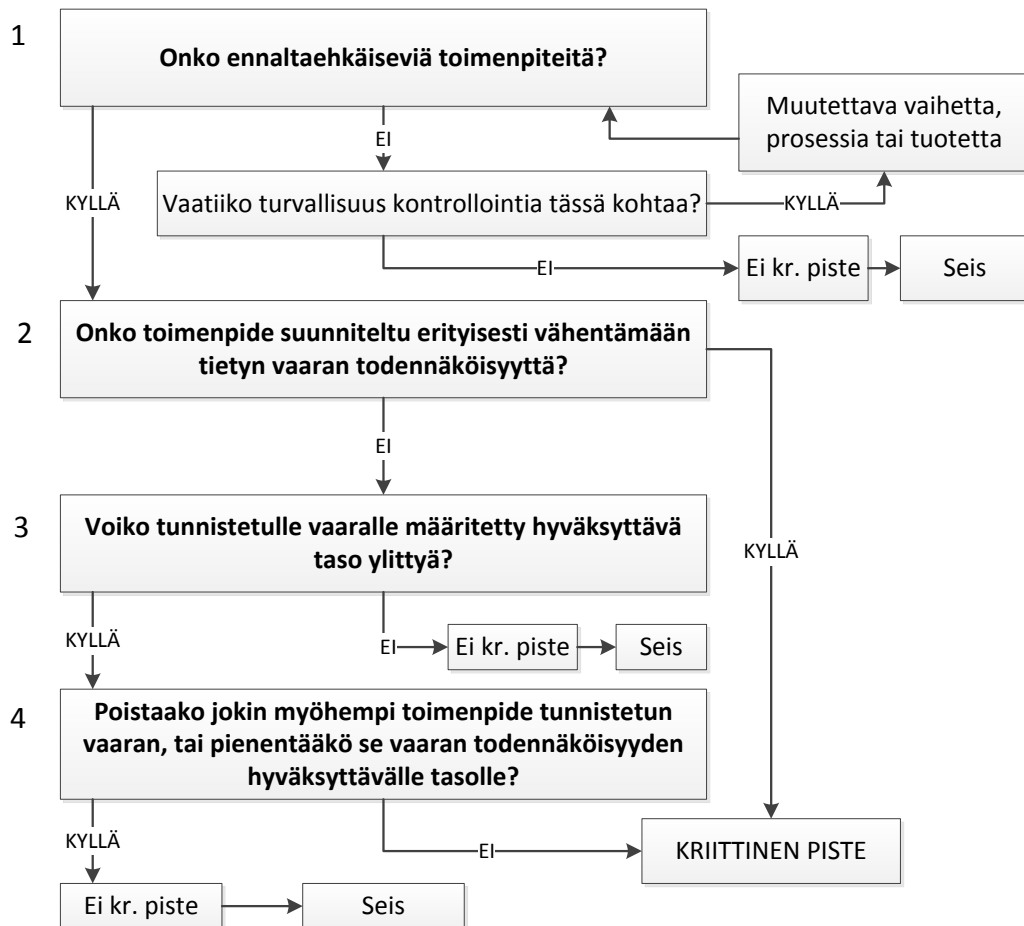 1
Onko ennaltaehkäiseviä toimenpiteitä?
Muutettava vaihetta,
prosessia tai tuotetta
EI
KYLLÄ
Vaatiiko turvallisuus kontrollointia tässä kohtaa?
KYLLÄ
EI
Ei kr. piste
Seis
2
Onko toimenpide suunniteltu erityisesti vähentämään
tietyn vaaran todennäköisyyttä?
EI
KYLLÄ
3
Voiko tunnistetulle vaaralle määritetty hyväksyttävä
taso ylittyä?
KYLLÄ
EI
Ei kr. piste
Seis
4
Poistaako jokin myöhempi toimenpide tunnistetun
vaaran, tai pienentääkö se vaaran todennäköisyyden
hyväksyttävälle tasolle?
KYLLÄ
EI
KRIITTINEN PISTE
Ei kr. piste
Seis